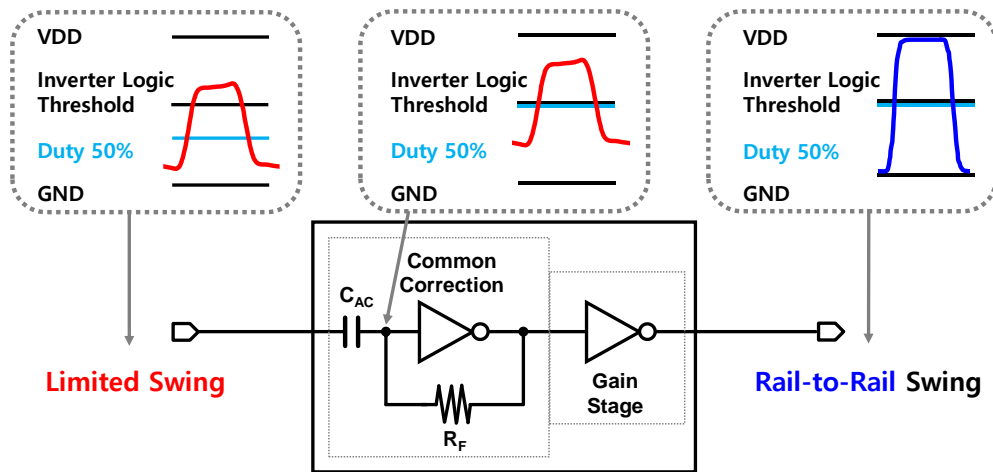 VDD
Inverter Logic
Threshold
Duty 50%
GND
VDD
Inverter Logic
Threshold
Duty 50%
GND
VDD
Inverter Logic
Threshold
Duty 50%
GND
Common
Correction
CAC
RF
Gain
Stage
Limited Swing
Rail-to-Rail Swing